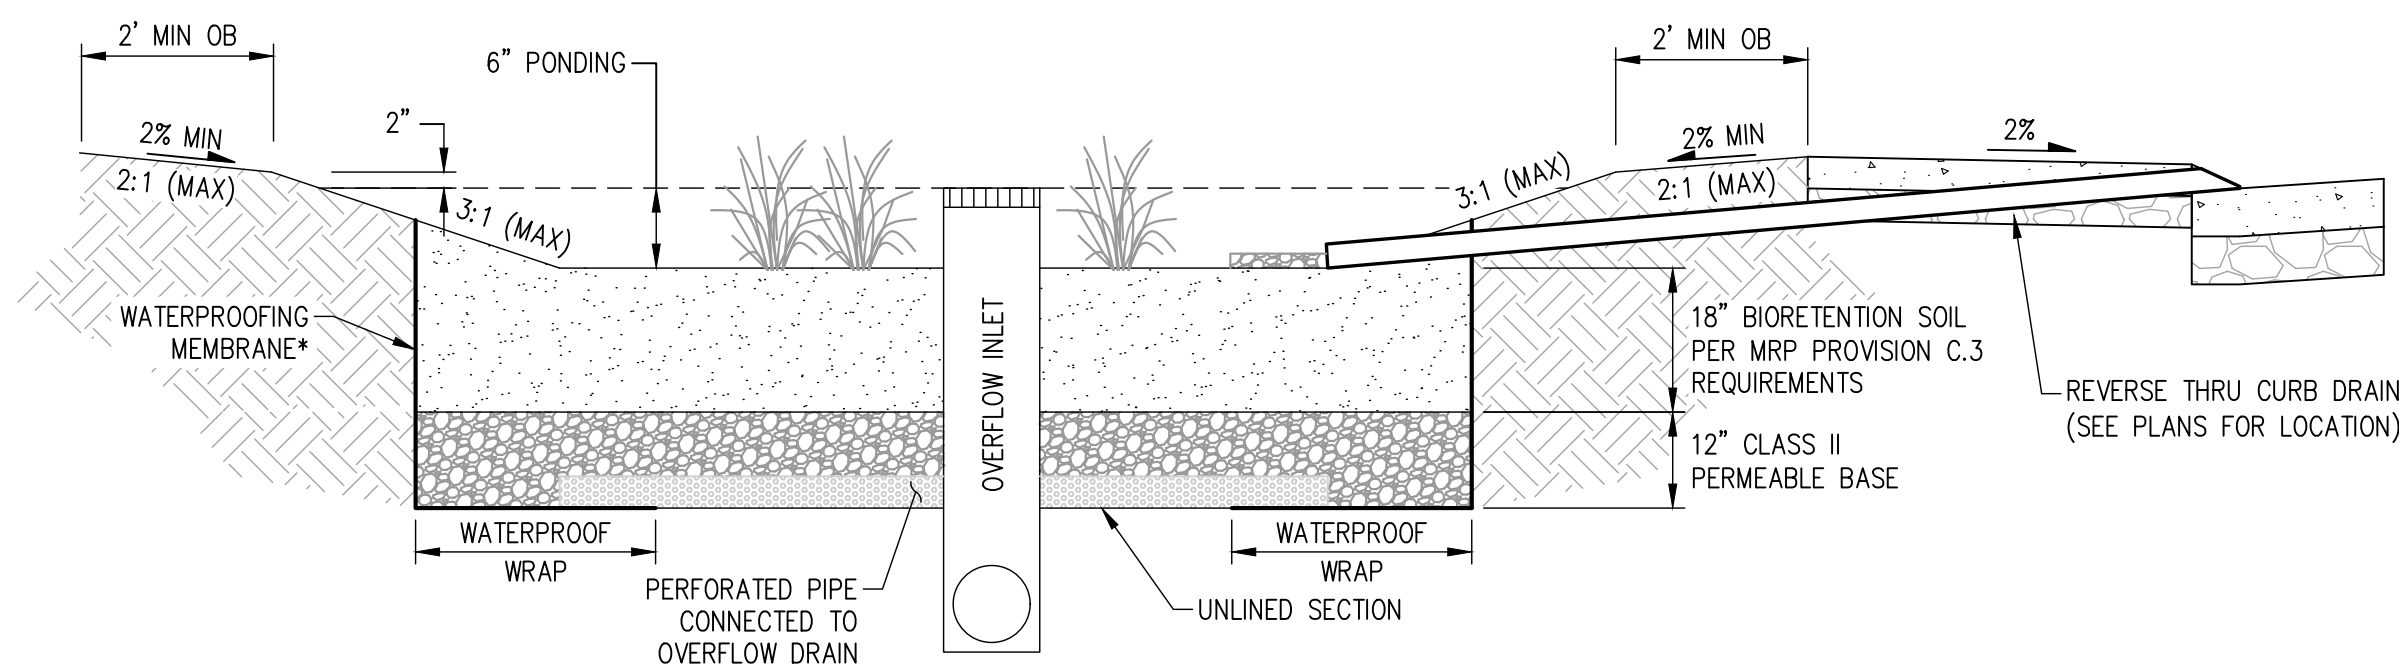 2' MIN OB
6" PONDING
2' MIN OB
2"
2% MIN
2:1 (MAX)
3:1 (MAX)
3:1 (MAX)
2% MIN
2:1 (MAX)
2%
WATERPROOFING
MEMBRANE*
OVERFLOW INLET
18" BIORETENTION SOIL
PER MRP PROVISION C.3
REQUIREMENTS
REVERSE THRU CURB DRAIN
(SEE PLANS FOR LOCATION)
12" CLASS II
PERMEABLE BASE
WATERPROOF
WRAP
WATERPROOF
WRAP
PERFORATED PIPE
CONNECTED TO
OVERFLOW DRAIN
UNLINED SECTION